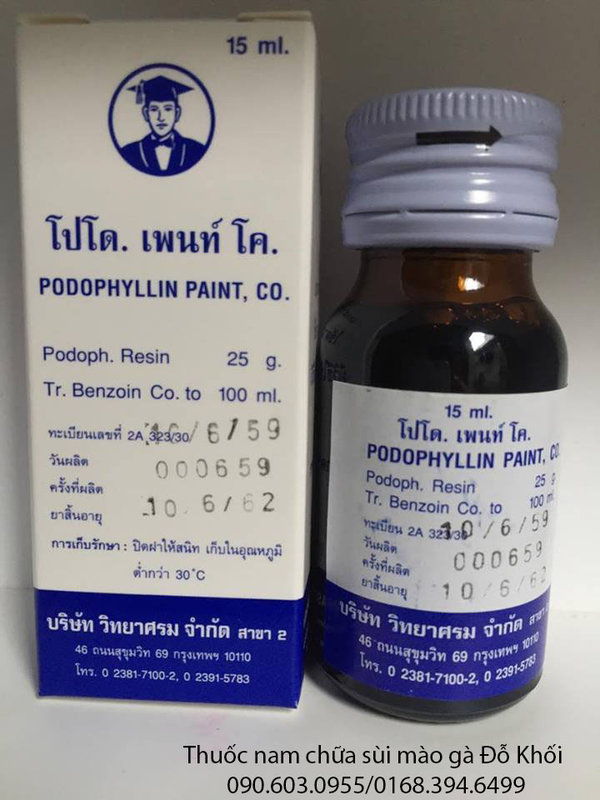 15 ml.
โปโด. เพนท์ โค.
PODOPHYLLIN PAINT, CO.
Podoph. Resin 25 g.
Tr. Benzoin Co. to 100 ml.
ทะเบียนเลขที่ 2A 323/30
วันผลิต 10/6/59
ครั้งที่ผลิต 000659
ยาสิ้นอายุ 10.6/62
การเก็บรักษา : ปิดฝาให้สนิท เก็บในอุณหภูมิ
ต่ำกว่า 30°C
บริษัท วิทยาศรม จำกัด สาขา 2
46 ถนนสุขุมวิท 69 กรุงเทพฯ 10110
โทร. 0 2381-7100-2, 0 2391-5783
15 ml.
โปโด. เพนท์ โค.
PODOPHYLLIN PAINT, CO
Podoph. Resin 25 g
Tr. Benzoin Co. to 100 ml.
ทะเบียน 2A 323/30
วันผลิต 10/6/59
ครั้งที่ผลิต 000659
ยาสิ้นอายุ 10/6/62
บริษัท วิทยาศรม จำกัด สาขา 2
46 ถนนสุขุมวิท 69 กรุงเทพฯ 10110
โทร. 0 2381-7100-2, 0 2391-5783
Thuốc nam chữa sùi mào gà Đỗ Khối
090.603.0955/0168.394.6499